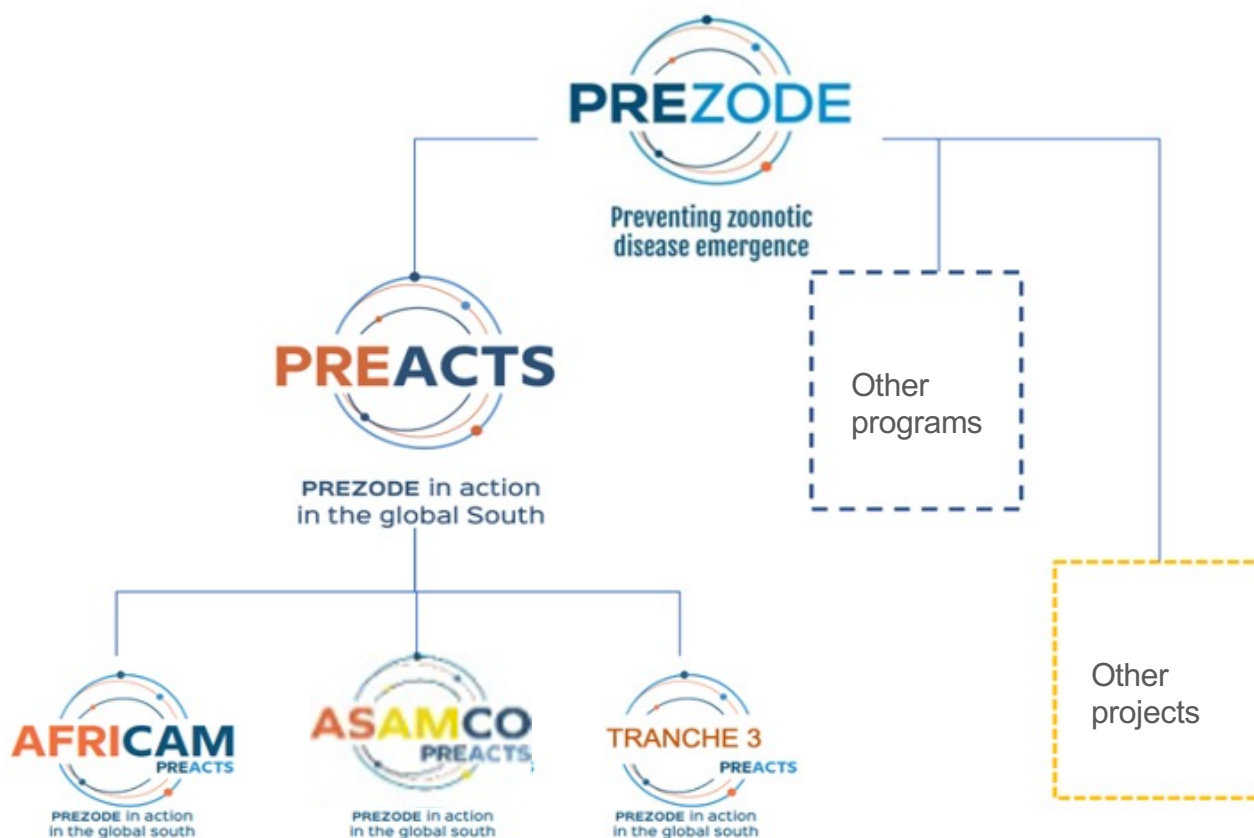 PREZODE
Preventing zoonotic
disease emergence
PREACTS
PREZODE in action
in the global South
Other
programs
Other
projects
AFRICAM
PREACTS
PREZODE in action
in the global south
ASAMCO
PREACTS
PREZODE in action
in the global south
TRANCHE 3
PREACTS
PREZODE in action
in the global south